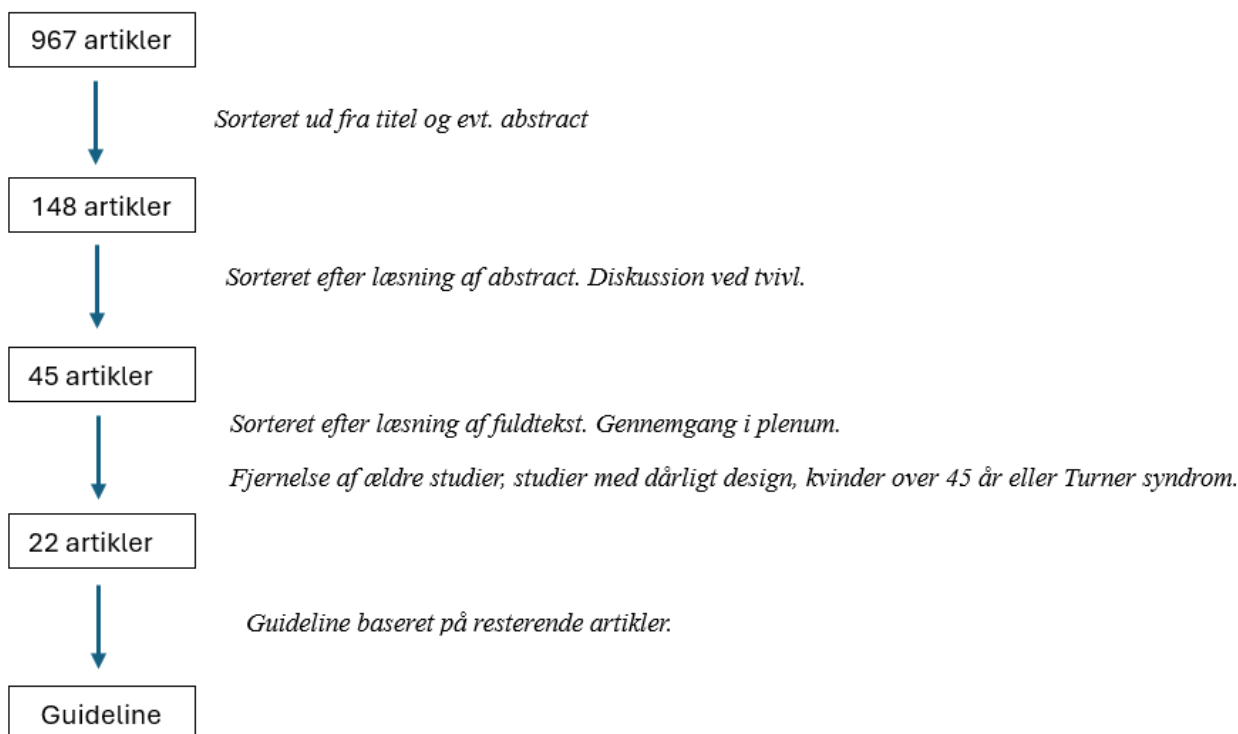 967 artikler
Sorteret ud fra titel og evt. abstract
148 artikler
Sorteret efter læsning af abstract. Diskussion ved tvivl.
45 artikler
Sorteret efter læsning af fuldtekst. Gennemgang i plenum.
Fjernelse af ældre studier, studier med dårligt design, kvinder over 45 år eller Turner syndrom.
22 artikler
Guideline baseret på resterende artikler.
Guideline